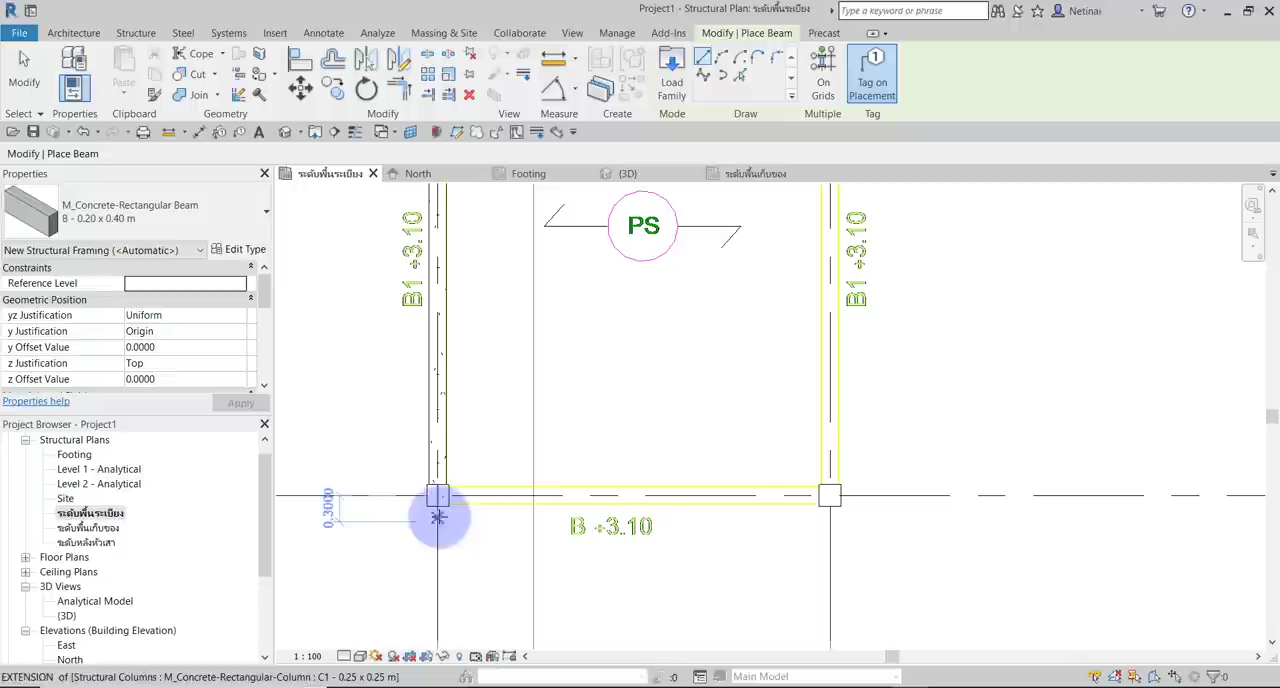 Project1 - Structural Plan: ระดับพื้นระเบียง
Type a keyword or phrase
Netinai
File Architecture Structure Steel Systems Insert Annotate Analyze Massing & Site Collaborate View Manage Add-Ins Modify | Place Beam Precast
Modify
Paste
Cope
Cut
Join
Load Family
On Grids
Tag on Placement
Select Properties Clipboard Geometry Modify View Measure Create Mode Draw Multiple Tag
Modify | Place Beam
Properties
M_Concrete-Rectangular Beam
B - 0.20 x 0.40 m
New Structural Framing (<Automatic>) Edit Type
Constraints
Reference Level
Geometric Position
yz Justification Uniform
y Justification Origin
y Offset Value 0.0000
z Justification Top
z Offset Value 0.0000
Properties help Apply
Project Browser - Project1
Structural Plans
Footing
Level 1 - Analytical
Level 2 - Analytical
Site
ระดับพื้นระเบียง
ระดับพื้นเก็บของ
ระดับหลังหัวเสา
Floor Plans
Ceiling Plans
3D Views
Analytical Model
{3D}
Elevations (Building Elevation)
East
North
ระดับพื้นระเบียง North Footing {3D} ระดับพื้นเก็บของ
PS
B1 +3.10
B1 +3.10
0.3000
B +3.10
1 : 100
EXTENSION of [Structural Columns : M_Concrete-Rectangular-Column : C1 - 0.25 x 0.25 m]
:0
Main Model
:0